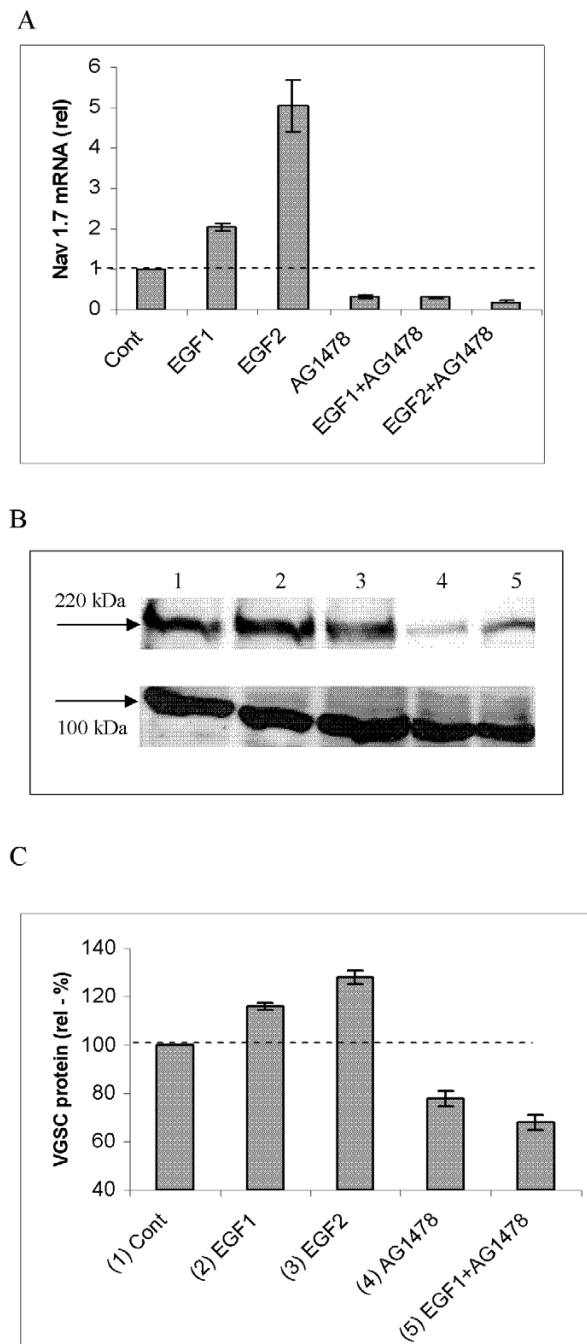 A
Nav 1.7 mRNA (rel)
6
5
4
3
2
1
0
Cont
EGF1
EGF2
AG1478
EGF1+AG1478
EGF2+AG1478
B
1 2 3 4 5
220 kDa
100 kDa
C
VGSC protein (rel - %)
140
120
100
80
60
40
(1) Cont
(2) EGF1
(3) EGF2
(4) AG1478
(5) EGF1+AG1478